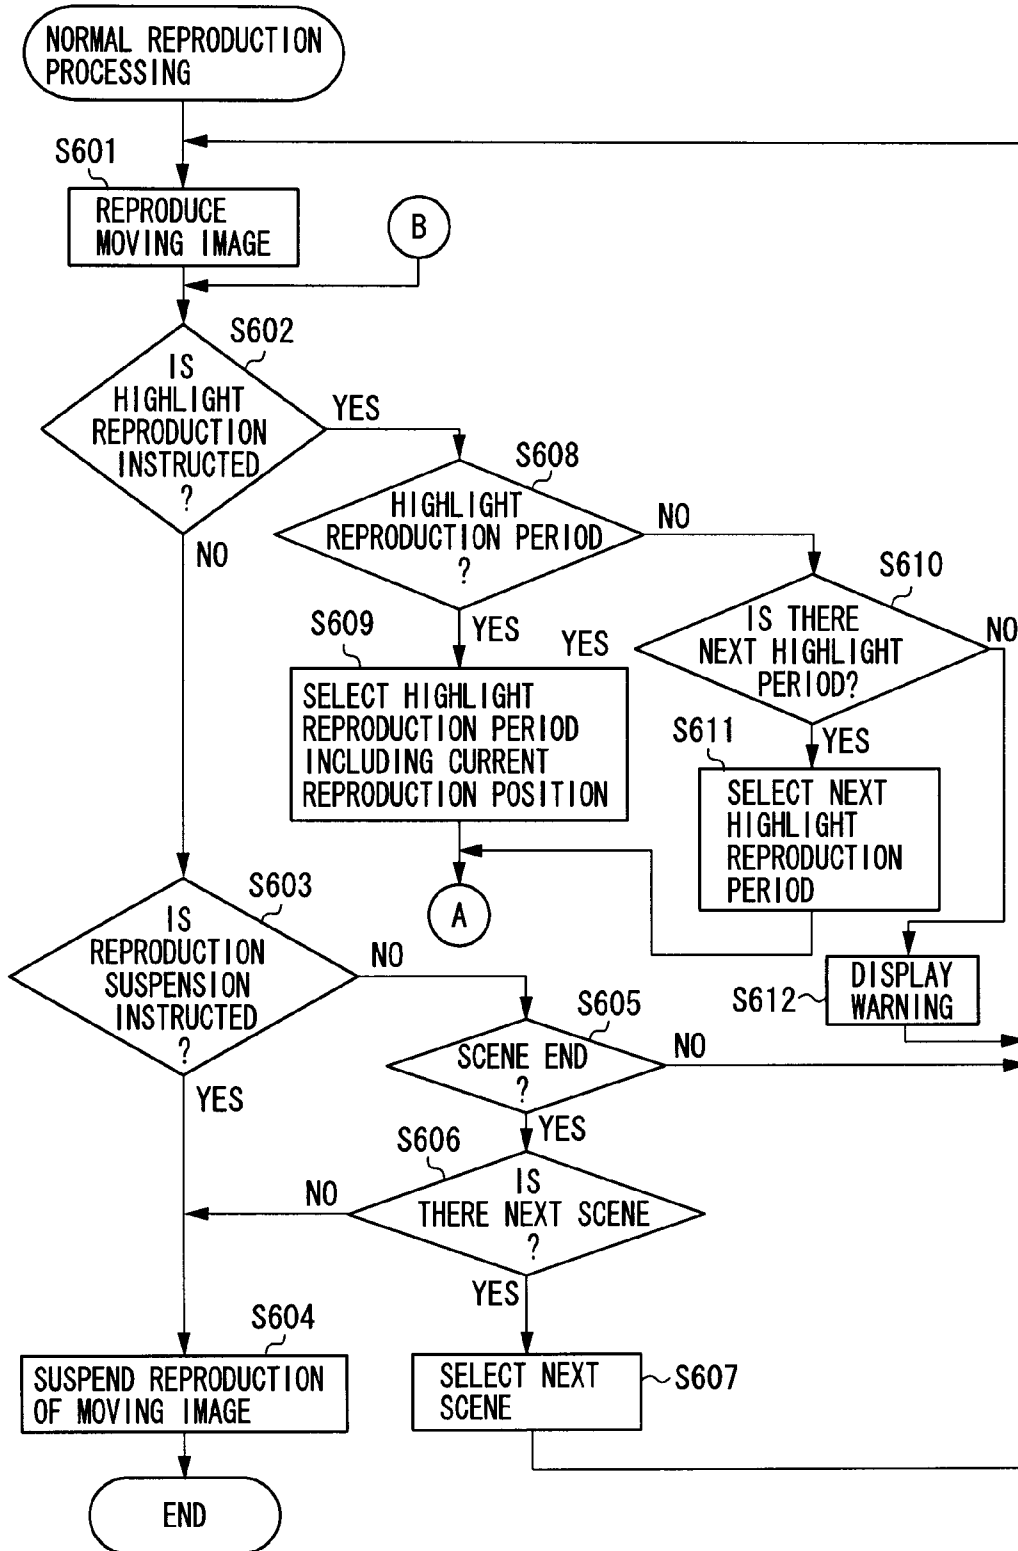 NORMAL REPRODUCTION
PROCESSING
S601
REPRODUCE
MOVING IMAGE
B
S602
IS
HIGHLIGHT
REPRODUCTION
INSTRUCTED
?
YES
NO
S608
HIGHLIGHT
REPRODUCTION PERIOD
?
NO
YES
S610
IS THERE
NEXT HIGHLIGHT
PERIOD?
NO
YES
YES
S609
SELECT HIGHLIGHT
REPRODUCTION PERIOD
INCLUDING CURRENT
REPRODUCTION POSITION
S611
SELECT NEXT
HIGHLIGHT
REPRODUCTION
PERIOD
A
S603
IS
REPRODUCTION
SUSPENSION
INSTRUCTED
?
NO
YES
S612
DISPLAY
WARNING
S605
SCENE END
?
NO
YES
S606
IS
THERE NEXT SCENE
?
NO
YES
S604
SUSPEND REPRODUCTION
OF MOVING IMAGE
SELECT NEXT
SCENE
S607
END